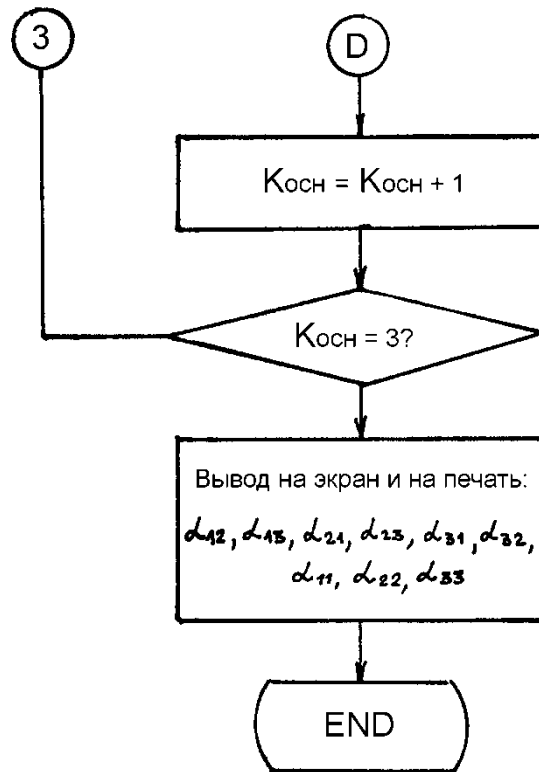 3
D
Kосн = Kосн + 1
Kосн = 3?
Вывод на экран и на печать:
α12, α13, α21, α23, α31, α32,
α11, α22, α33
END